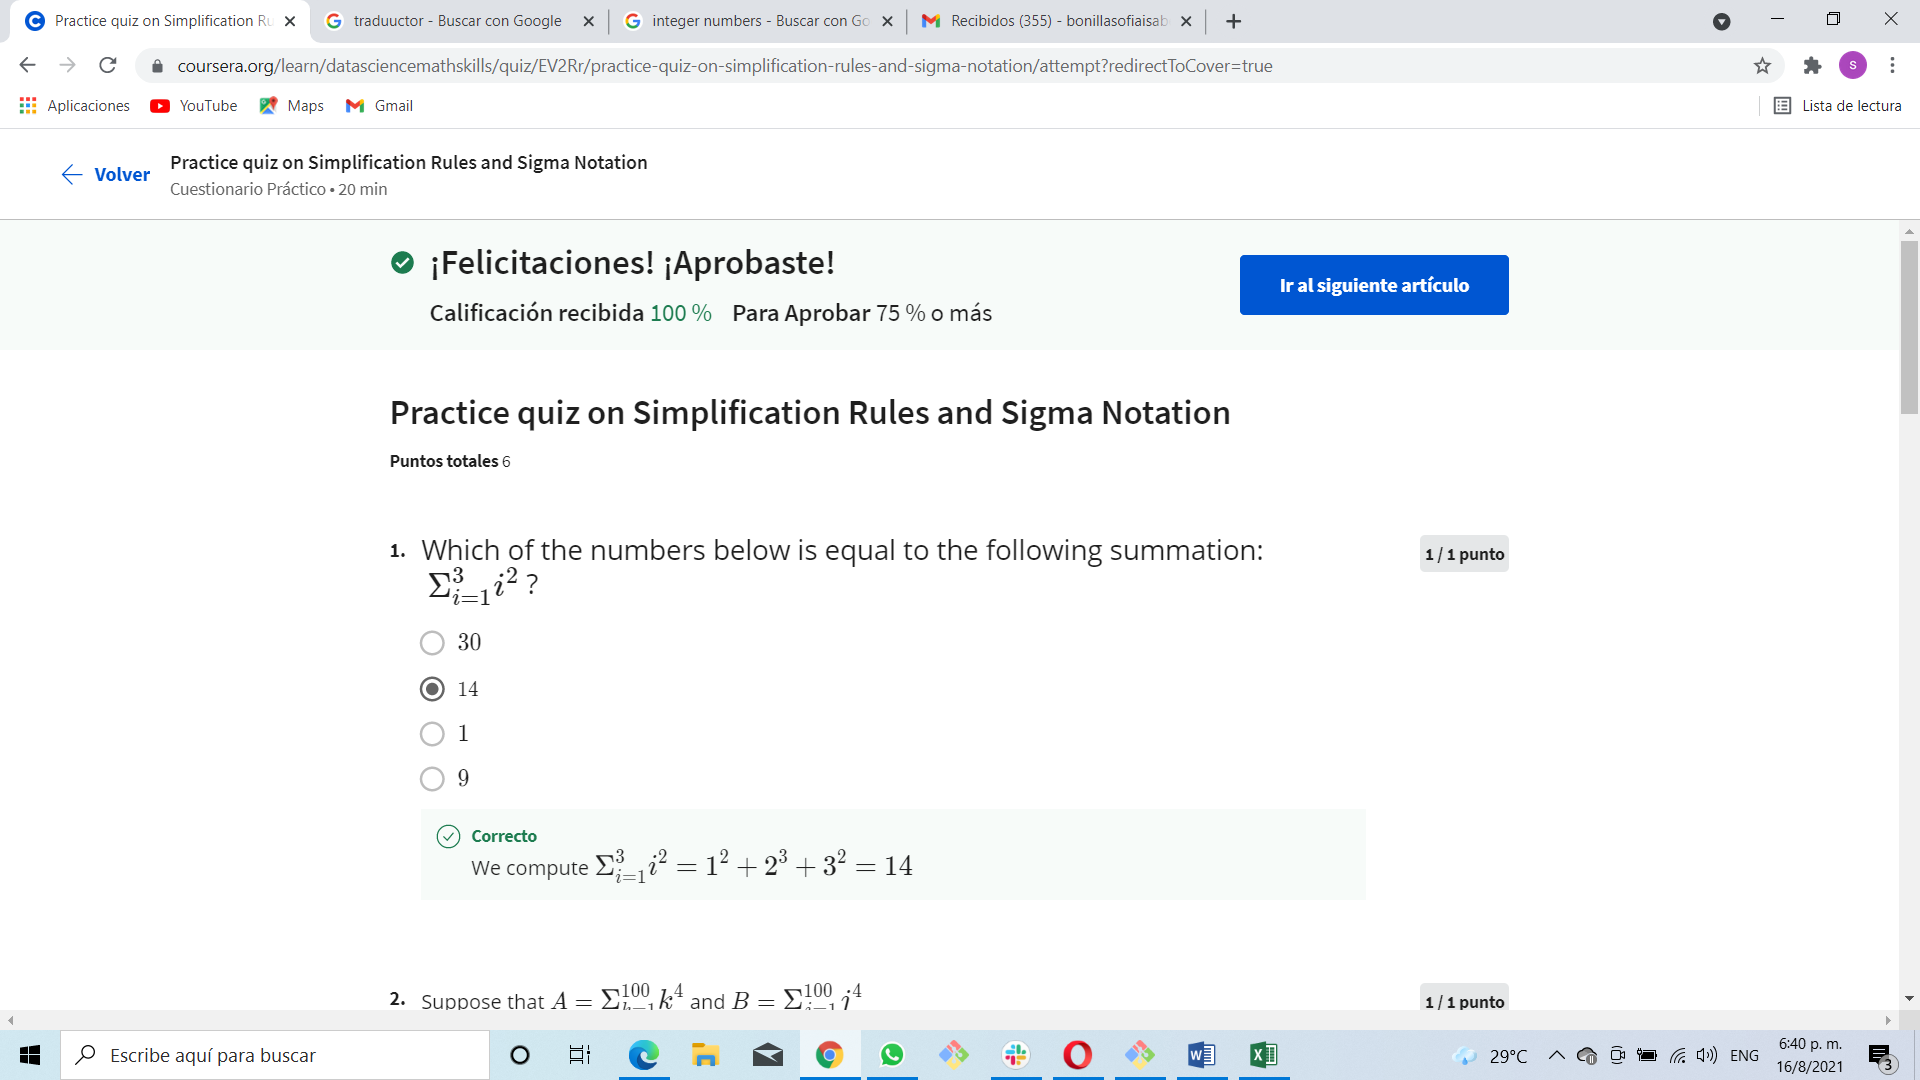 Practice quiz on Simplification Ru
traduuctor - Buscar con Google
integer numbers - Buscar con Go
Recibidos (355) - bonillasofiaisab
coursera.org/learn/datasciencemathskills/quiz/EV2Rr/practice-quiz-on-simplification-rules-and-sigma-notation/attempt?redirectToCover=true
S
Aplicaciones
YouTube
Maps
Gmail
Lista de lectura
Volver
Practice quiz on Simplification Rules and Sigma Notation
Cuestionario Práctico • 20 min
¡Felicitaciones! ¡Aprobaste!
Calificación recibida 100 % Para Aprobar 75 % o más
Ir al siguiente artículo
Practice quiz on Simplification Rules and Sigma Notation
Puntos totales 6
1. Which of the numbers below is equal to the following summation:
Σ³ᵢ₌₁ i² ?
1 / 1 punto
30
14
1
9
Correcto
We compute Σ³ᵢ₌₁ i² = 1² + 2³ + 3² = 14
2. Suppose that A = Σ¹⁰⁰ₖ₌₁ k⁴ and B = Σ¹⁰⁰ⱼ₌₁ j⁴
1 / 1 punto
Escribe aquí para buscar
29°C
ENG
6:40 p. m.
16/8/2021
3